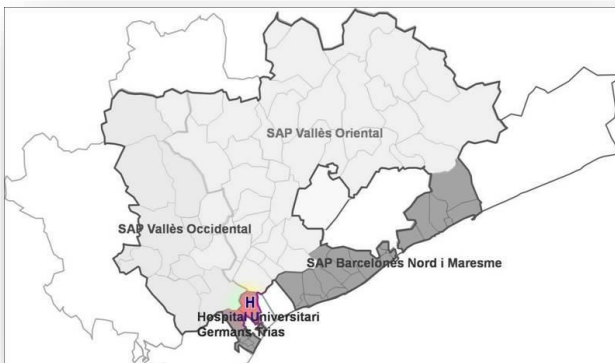 SAP Vallès Oriental
SAP Vallès Occidental
SAP Barcelonès Nord i Maresme
H
Hospital Universitari
Germans Trias